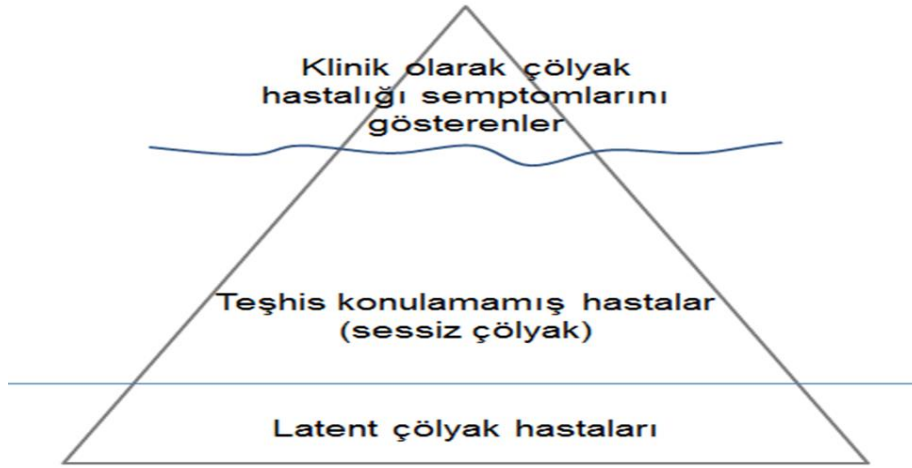 Klinik olarak çölyak
hastalığı semptomlarını
gösterenler
Teşhis konulamamış hastalar
(sessiz çölyak)
Latent çölyak hastaları